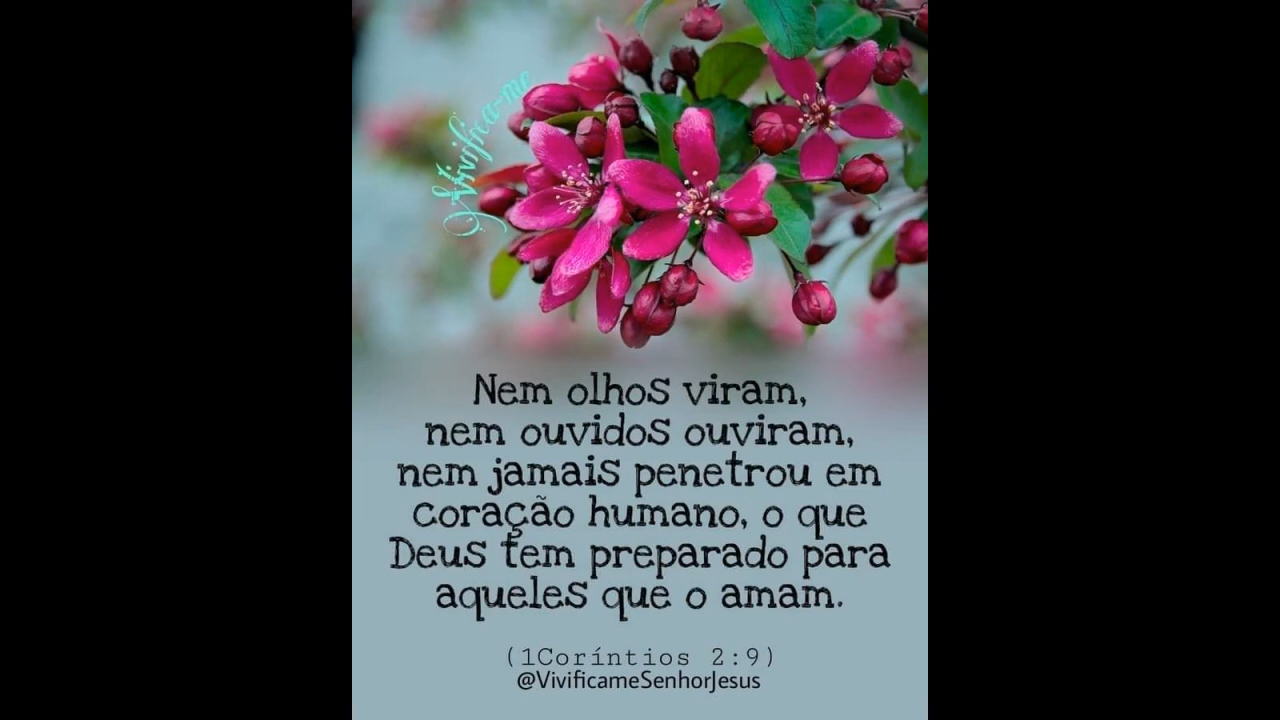 Vivifica-me
Nem olhos viram,
nem ouvidos ouviram,
nem jamais penetrou em
coração humano, o que
Deus tem preparado para
aqueles que o amam.
(1Coríntios 2:9)
@VivificameSenhorJesus